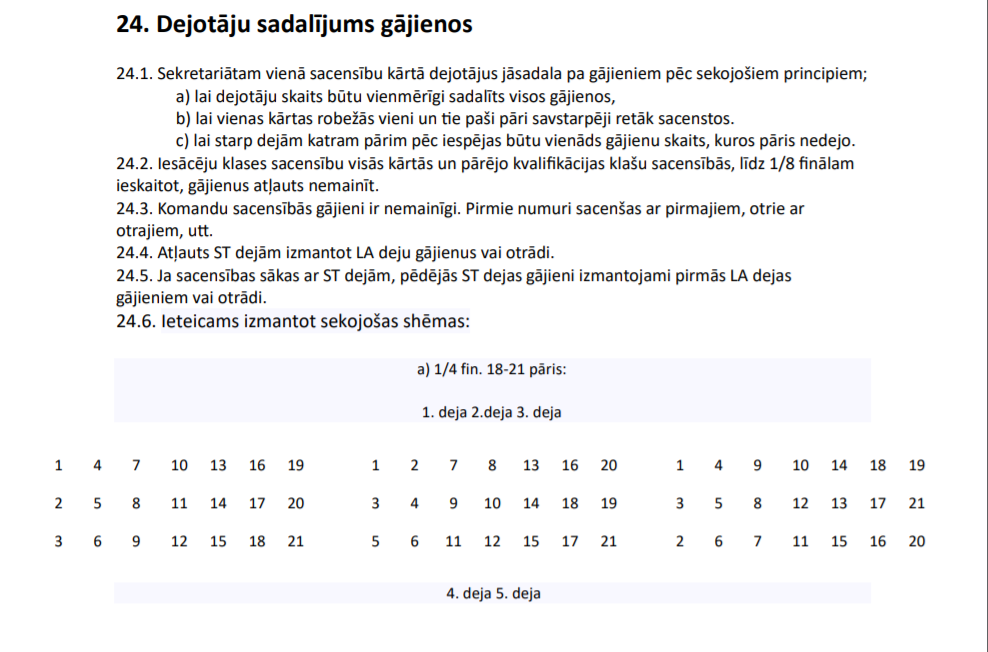 24. Dejotāju sadalījums gājienos
24.1. Sekretariātam vienā sacensību kārtā dejotājus jāsadala pa gājieniem pēc sekojošiem principiem;
a) lai dejotāju skaits būtu vienmērīgi sadalīts visos gājienos,
b) lai vienas kārtas robežās vieni un tie paši pāri savstarpēji retāk sacenstos.
c) lai starp dejām katram pārim pēc iespējas būtu vienāds gājienu skaits, kuros pāris nedejo.
24.2. Iesācēju klases sacensību visās kārtās un pārējo kvalifikācijas klašu sacensībās, līdz 1/8 finālam
ieskaitot, gājienus atļauts nemainīt.
24.3. Komandu sacensībās gājieni ir nemainīgi. Pirmie numuri sacenšas ar pirmajiem, otrie ar
otrajiem, utt.
24.4. Atļauts ST dejām izmantot LA deju gājienus vai otrādi.
24.5. Ja sacensības sākas ar ST dejām, pēdējās ST dejas gājieni izmantojami pirmās LA dejas
gājieniem vai otrādi.
24.6. Ieteicams izmantot sekojošas shēmas:
a) 1/4 fin. 18-21 pāris:
1. deja 2.deja 3. deja
1 4 7 10 13 16 19 1 2 7 8 13 16 20 1 4 9 10 14 18 19
2 5 8 11 14 17 20 3 4 9 10 14 18 19 3 5 8 12 13 17 21
3 6 9 12 15 18 21 5 6 11 12 15 17 21 2 6 7 11 15 16 20
4. deja 5. deja